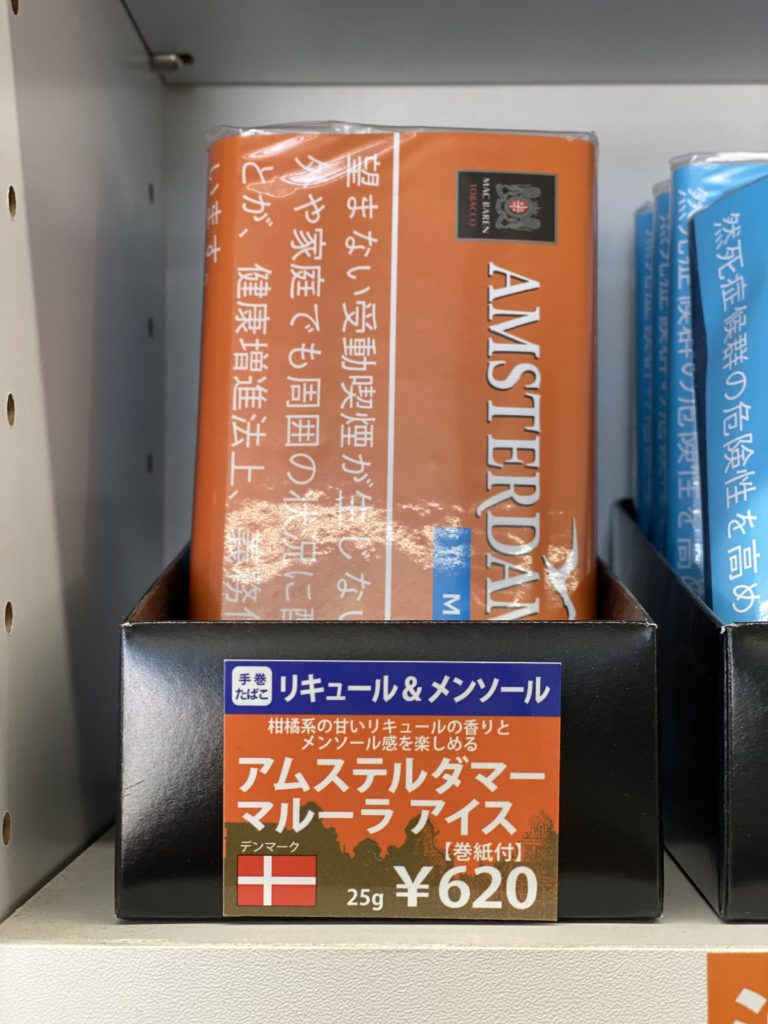 MAC BAREN
TOBACCO
AMSTERDAM
M
望まない受動喫煙が生じない
外や家庭でも周囲の状況に配
とが、健康増進法上、義務付
います。
然死症候群の危険性を高め
手巻
たばこ
リキュール&メンソール
柑橘系の甘いリキュールの香りと
メンソール感を楽しめる
アムステルダマー
マルーラ アイス
【巻紙付】
デンマーク
25g ¥620